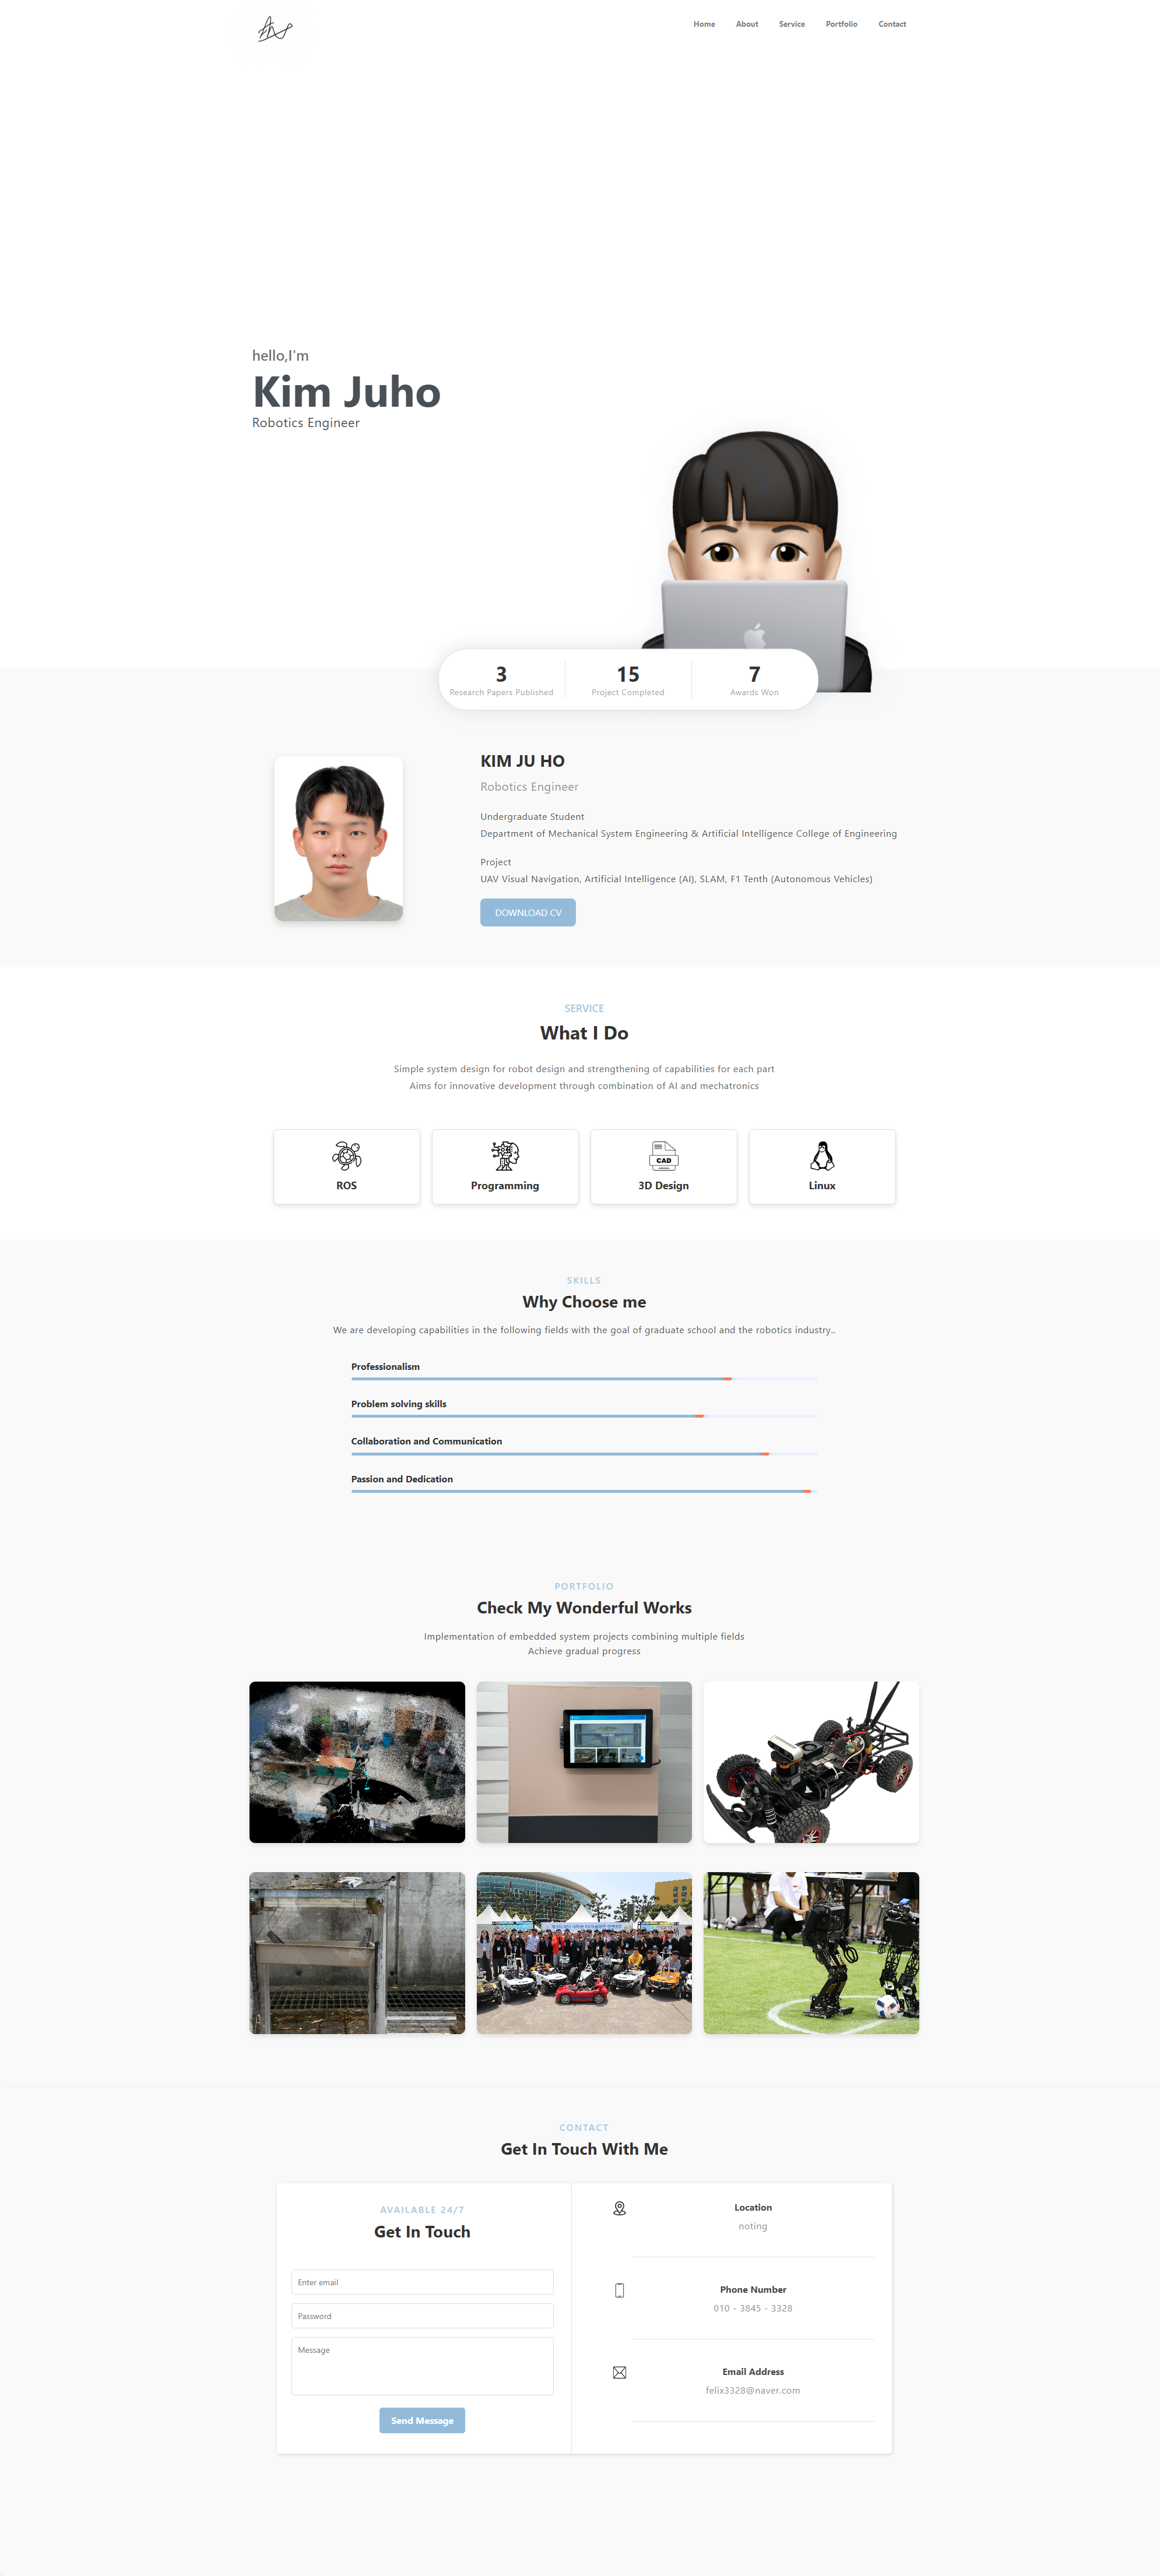 Home About Service Portfolio Contact
hello,I'm
Kim Juho
Robotics Engineer
3 15 7
Research Papers Published Project Completed Awards Won
KIM JU HO
Robotics Engineer
Undergraduate Student
Department of Mechanical System Engineering & Artificial Intelligence College of Engineering
Project
UAV Visual Navigation, Artificial Intelligence (AI), SLAM, F1 Tenth (Autonomous Vehicles)
DOWNLOAD CV
SERVICE
What I Do
Simple system design for robot design and strengthening of capabilities for each part
Aims for innovative development through combination of AI and mechatronics
CAD
ROS Programming 3D Design Linux
SKILLS
Why Choose me
We are developing capabilities in the following fields with the goal of graduate school and the robotics industry..
Professionalism
Problem solving skills
Collaboration and Communication
Passion and Dedication
PORTFOLIO
Check My Wonderful Works
Implementation of embedded system projects combining multiple fields
Achieve gradual progress
CONTACT
Get In Touch With Me
AVAILABLE 24/7
Get In Touch
Enter email
Password
Message
Send Message
Location
noting
Phone Number
010 - 3845 - 3328
Email Address
felix3328@naver.com